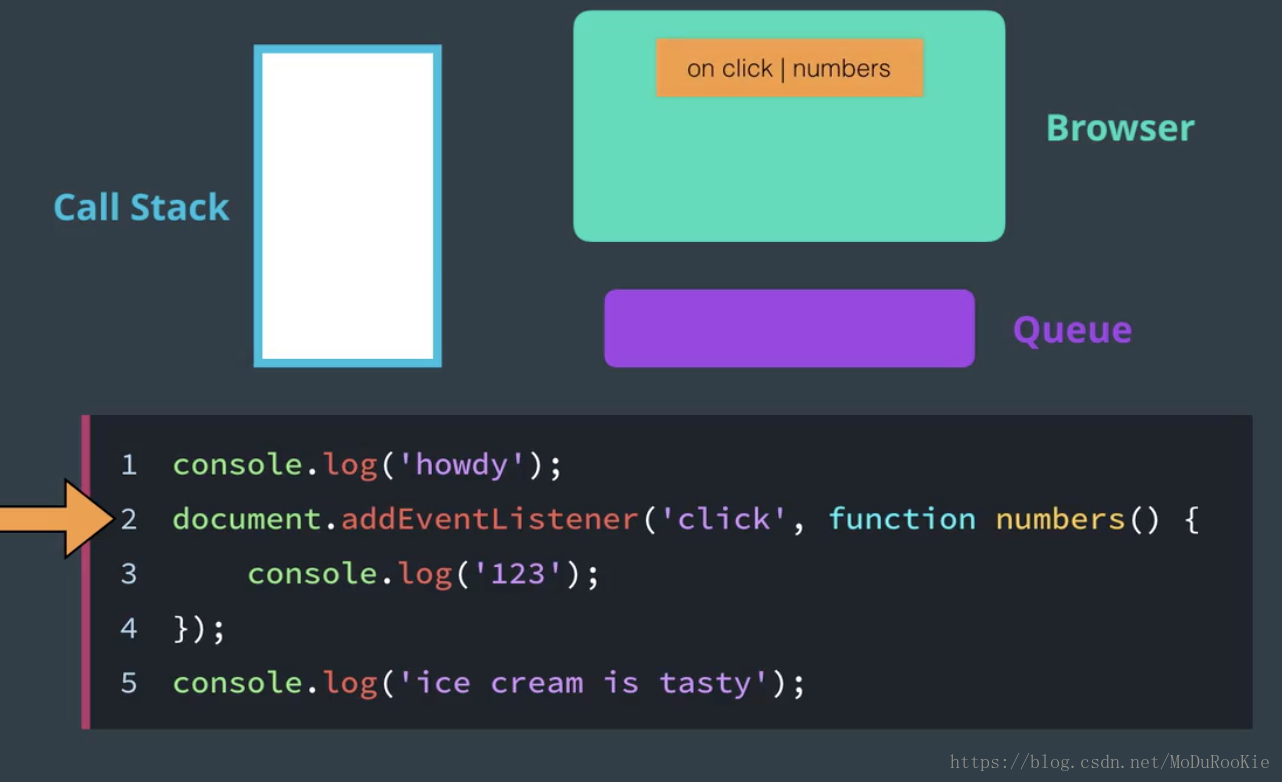 on click | numbers
Browser
Call Stack
Queue
1 console.log('howdy');
2 document.addEventListener('click', function numbers() {
3     console.log('123');
4 });
5 console.log('ice cream is tasty');
https://blog.csdn.net/MoDuRooKie